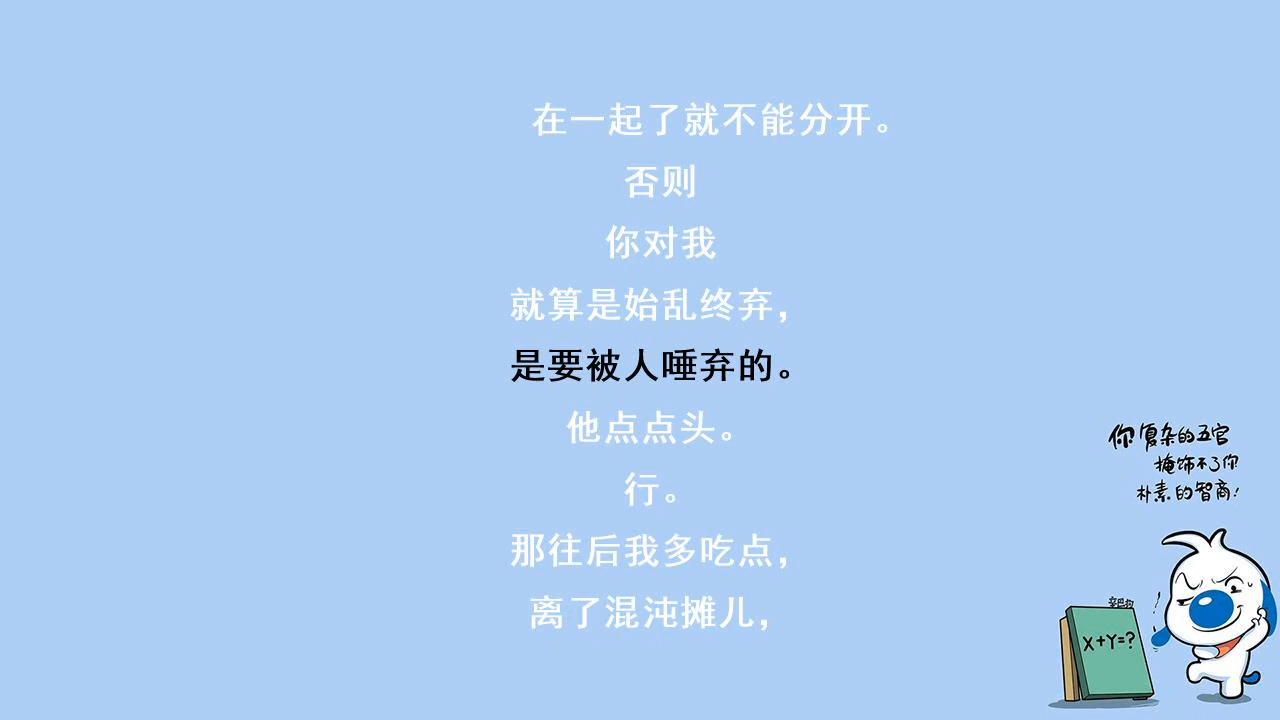 在一起了就不能分开。
否则
你对我
就算是始乱终弃，
是要被人唾弃的。
他点点头。
行。
那往后我多吃点，
离了混沌摊儿，
你复杂的五官
掩饰不了你
朴素的智商！
X+Y=?